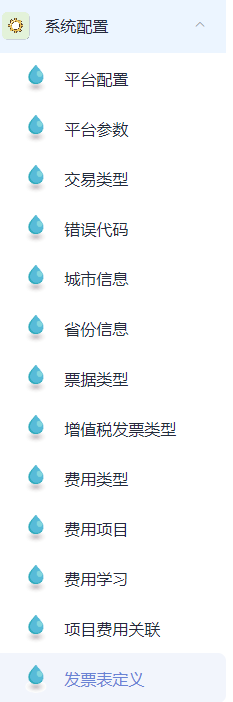 系统配置
平台配置
平台参数
交易类型
错误代码
城市信息
省份信息
票据类型
增值税发票类型
费用类型
费用项目
费用学习
项目费用关联
发票表定义